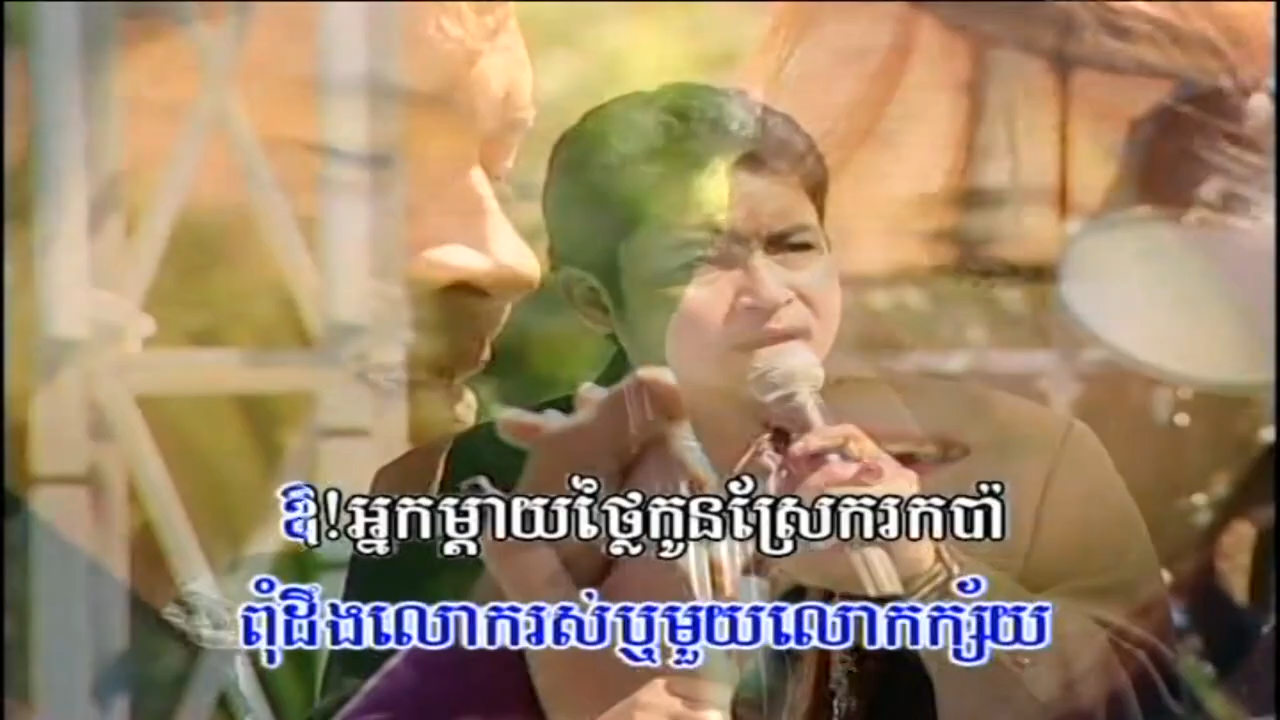 ឱ!អ្នកម្ដាយថ្លៃកូនស្រែករកប៉ា
ពុំដឹងលោករស់ឬមួយលោកក្ស័យ